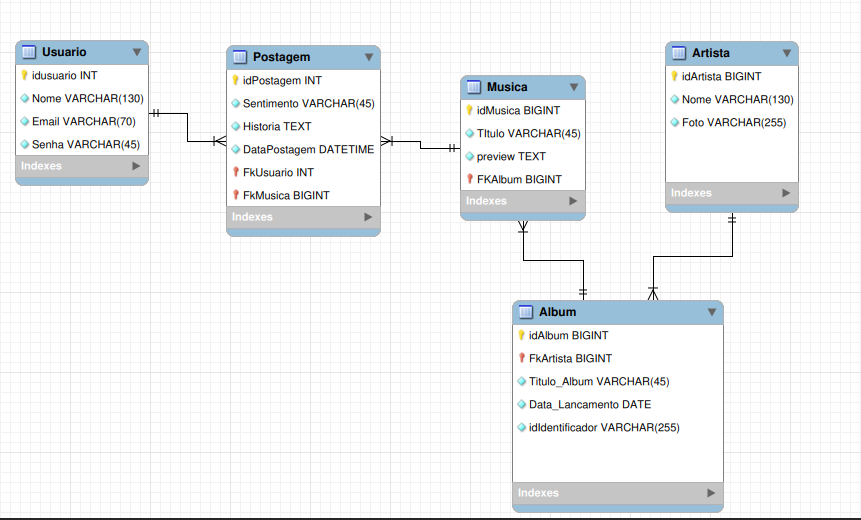 Usuario
idusuario INT
Nome VARCHAR(130)
Email VARCHAR(70)
Senha VARCHAR(45)
Indexes
Postagem
idPostagem INT
Sentimento VARCHAR(45)
Historia TEXT
DataPostagem DATETIME
FkUsuario INT
FkMusica BIGINT
Indexes
Musica
idMusica BIGINT
TItulo VARCHAR(45)
preview TEXT
FKAlbum BIGINT
Indexes
Artista
idArtista BIGINT
Nome VARCHAR(130)
Foto VARCHAR(255)
Indexes
Album
idAlbum BIGINT
FkArtista BIGINT
Titulo_Album VARCHAR(45)
Data_Lancamento DATE
idIdentificador VARCHAR(255)
Indexes